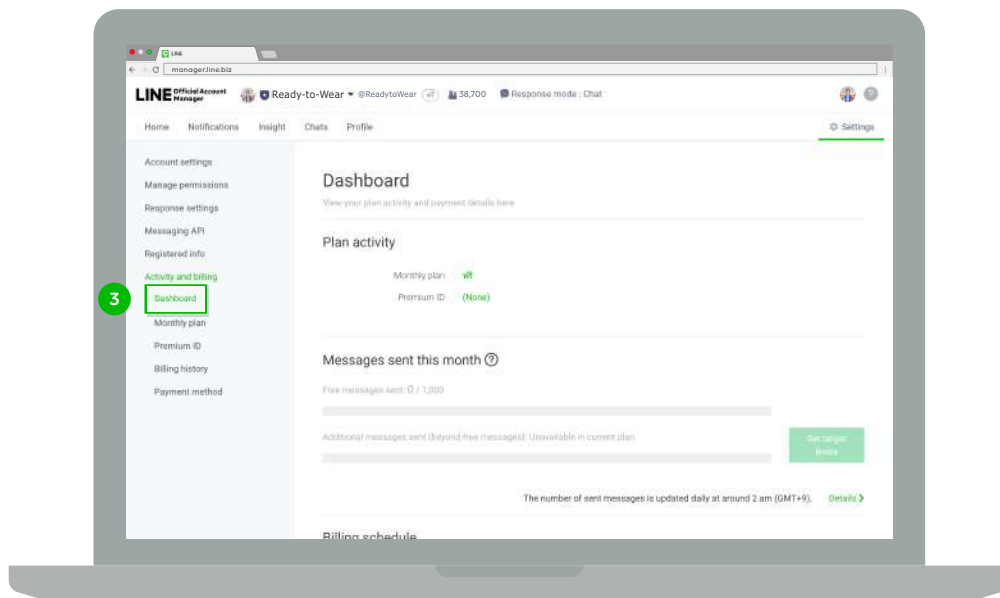 LINE
manager.line.biz
LINE Official Account Manager Ready-to-Wear @ReadytoWear ฟรี 38,700 Response mode : Chat
Home Notifications Insight Chats Profile Settings
Account settings
Manage permissions
Response settings
Messaging API
Registered info
Activity and billing
3 Dashboard
Monthly plan
Premium ID
Billing history
Payment method
Dashboard
View your plan activity and payment details here
Plan activity
Monthly plan ฟรี
Premium ID (None)
Messages sent this month ?
Free messages sent: 0 / 1,000
Additional messages sent (beyond free messages): Unavailable in current plan
Set target
limits
The number of sent messages is updated daily at around 2 am (GMT+9). Details
Billing schedule